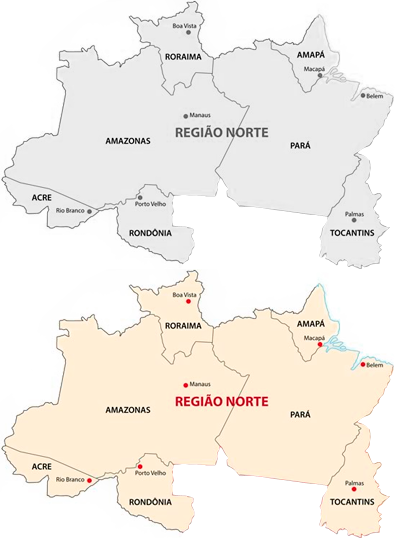 Boa Vista
RORAIMA
AMAPÁ
Macapá
Belem
Manaus
REGIÃO NORTE
AMAZONAS
PARÁ
ACRE
Rio Branco
Porto Velho
RONDÔNIA
Palmas
TOCANTINS
Boa Vista
RORAIMA
AMAPÁ
Macapá
Belem
Manaus
REGIÃO NORTE
AMAZONAS
PARÁ
ACRE
Rio Branco
Porto Velho
RONDÔNIA
Palmas
TOCANTINS